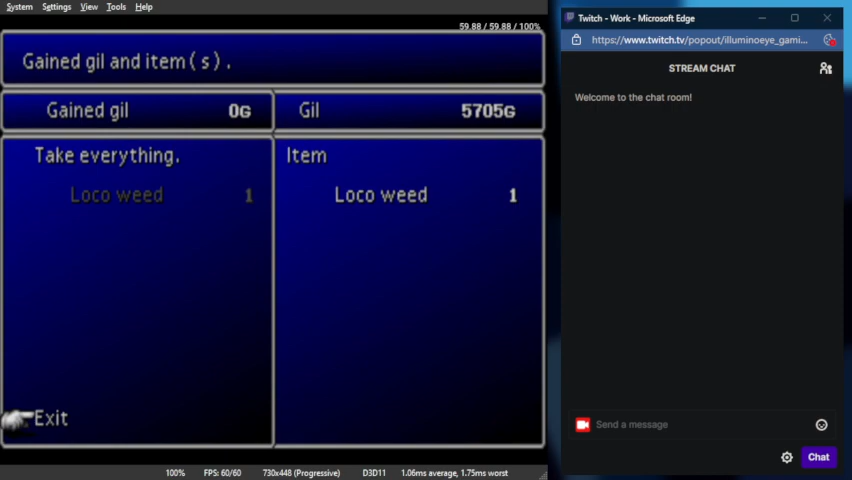 System Settings View Tools Help
59.88 / 59.88 / 100%
Gained gil and item(s).
Gained gil 0G
Gil 5705G
Take everything.
Loco weed 1
Item
Loco weed 1
Exit
100% FPS: 60/60 730x448 (Progressive) D3D11 1.06ms average, 1.75ms worst
Twitch - Work - Microsoft Edge
https://www.twitch.tv/popout/illuminoeye_gami...
STREAM CHAT
Welcome to the chat room!
Send a message
Chat